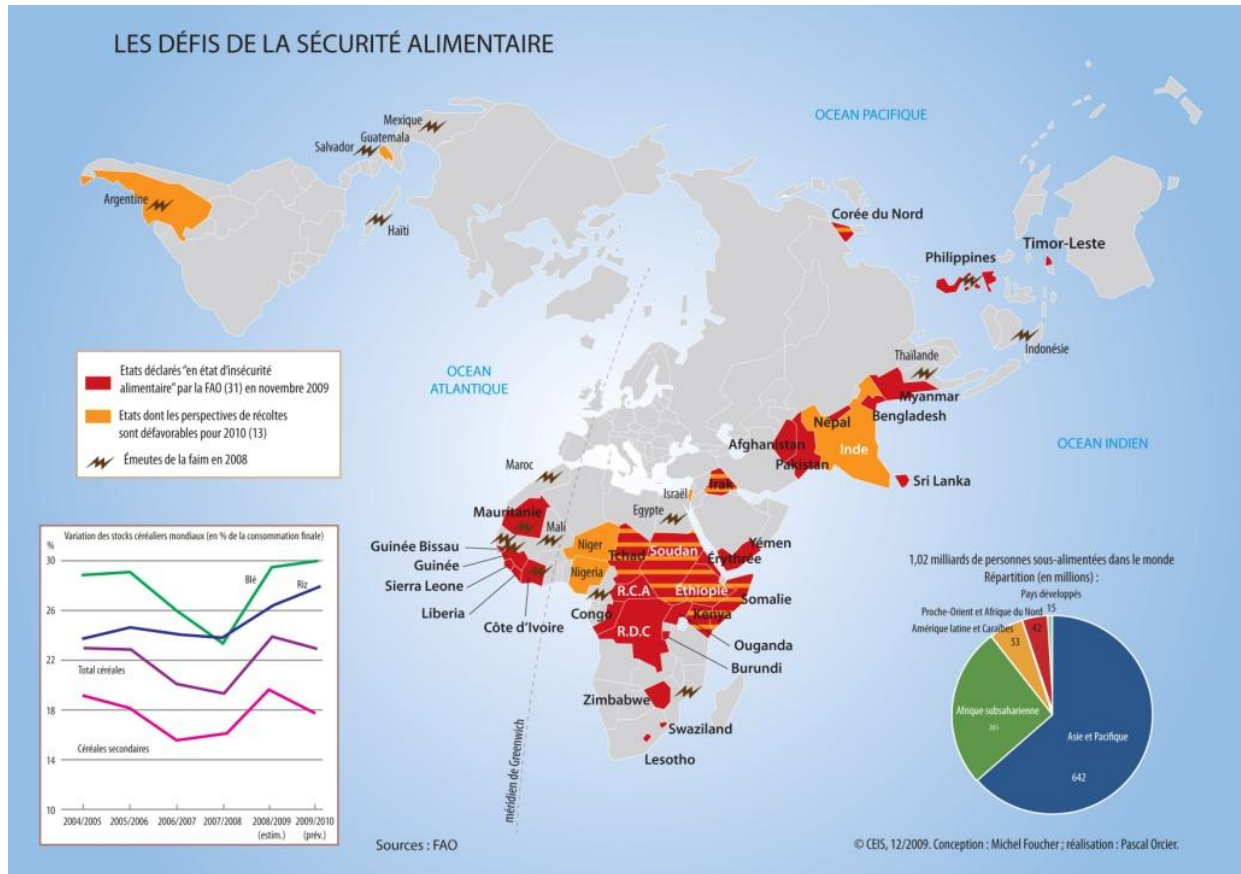 LES DÉFIS DE LA SÉCURITÉ ALIMENTAIRE
OCEAN PACIFIQUE
Mexique
Guatemala
Salvador
Argentine
Haïti
Corée du Nord
Timor-Leste
Philippines
Indonésie
Thaïlande
Myanmar
Bengladesh
Népal
Inde
Afghanistan
Pakistan
Sri Lanka
OCEAN INDIEN
OCEAN
ATLANTIQUE
Etats déclarés "en état d'insécurité
alimentaire" par la FAO (31) en novembre 2009
Etats dont les perspectives de récoltes
sont défavorables pour 2010 (13)
Émeutes de la faim en 2008
Maroc
Israël
Irak
Egypte
Mauritanie
Mali
Niger
Tchad
Soudan
Yémen
Érythrée
Guinée Bissau
Guinée
Sierra Leone
Liberia
Côte d'Ivoire
Nigeria
R.C.A
Éthiopie
Somalie
Congo
Kenya
R.D.C
Ouganda
Burundi
Zimbabwe
Swaziland
Lesotho
méridien de Greenwich
Variation des stocks céréaliers mondiaux (en % de la consommation finale)
%
30
26
22
18
14
10
Blé
Riz
Total céréales
Céréales secondaires
2004/2005 2005/2006 2006/2007 2007/2008 2008/2009 2009/2010
(estim.) (prév.)
1,02 milliards de personnes sous-alimentées dans le monde
Répartition (en millions) :
Pays développés
15
Proche-Orient et Afrique du Nord
42
Amérique latine et Caraïbes
53
Afrique subsaharienne
265
Asie et Pacifique
642
Sources : FAO
© CEIS, 12/2009. Conception : Michel Foucher ; réalisation : Pascal Orcier.